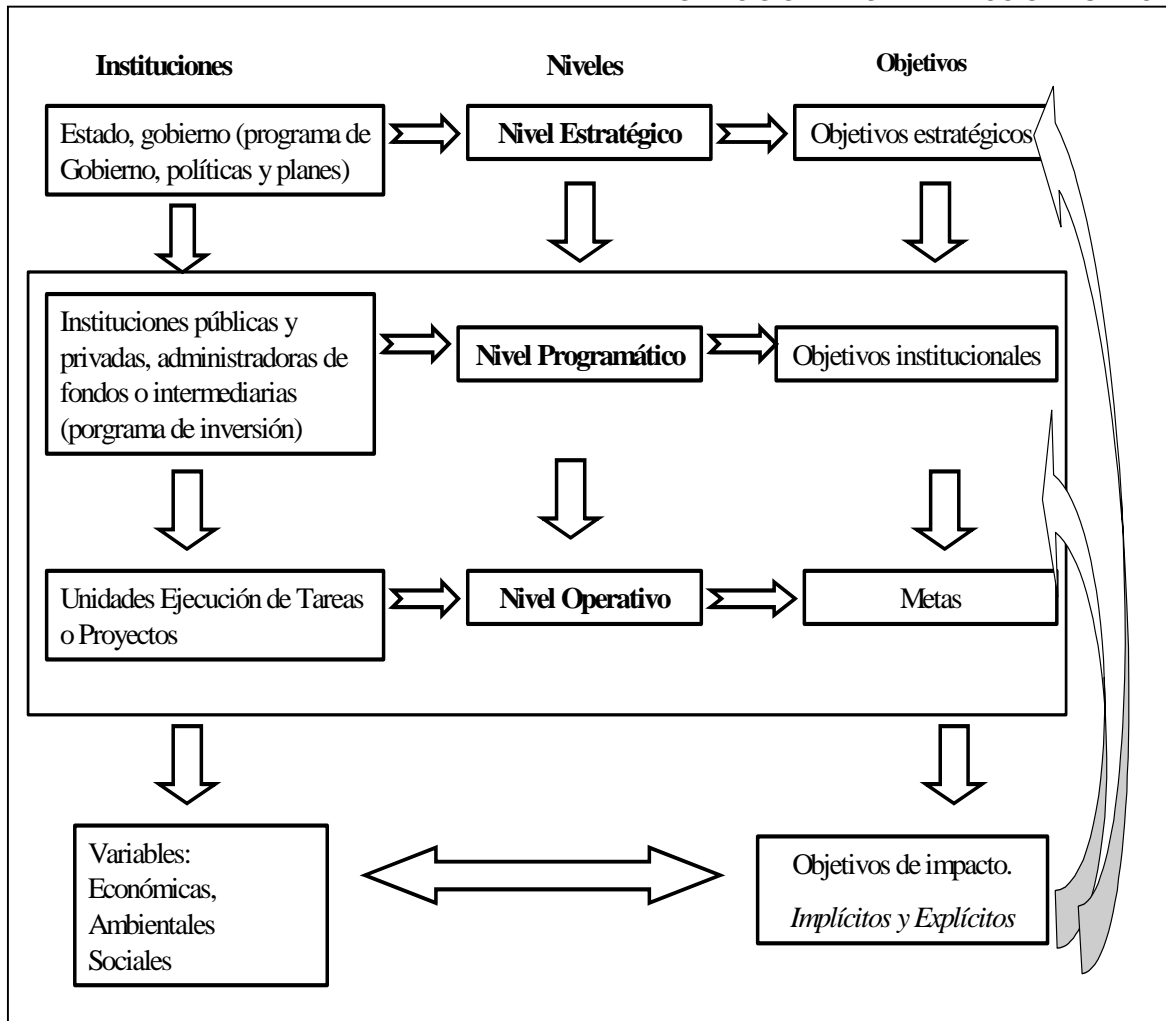 Instituciones
Niveles
Objetivos
Estado, gobierno (programa de
Gobierno, políticas y planes)
Nivel Estratégico
Objetivos estratégicos
Instituciones públicas y
privadas, administradoras de
fondos o intermediarias
(porgrama de inversión)
Nivel Programático
Objetivos institucionales
Unidades Ejecución de Tareas
o Proyectos
Nivel Operativo
Metas
Variables:
Económicas,
Ambientales
Sociales
Objetivos de impacto.
Implícitos y Explícitos